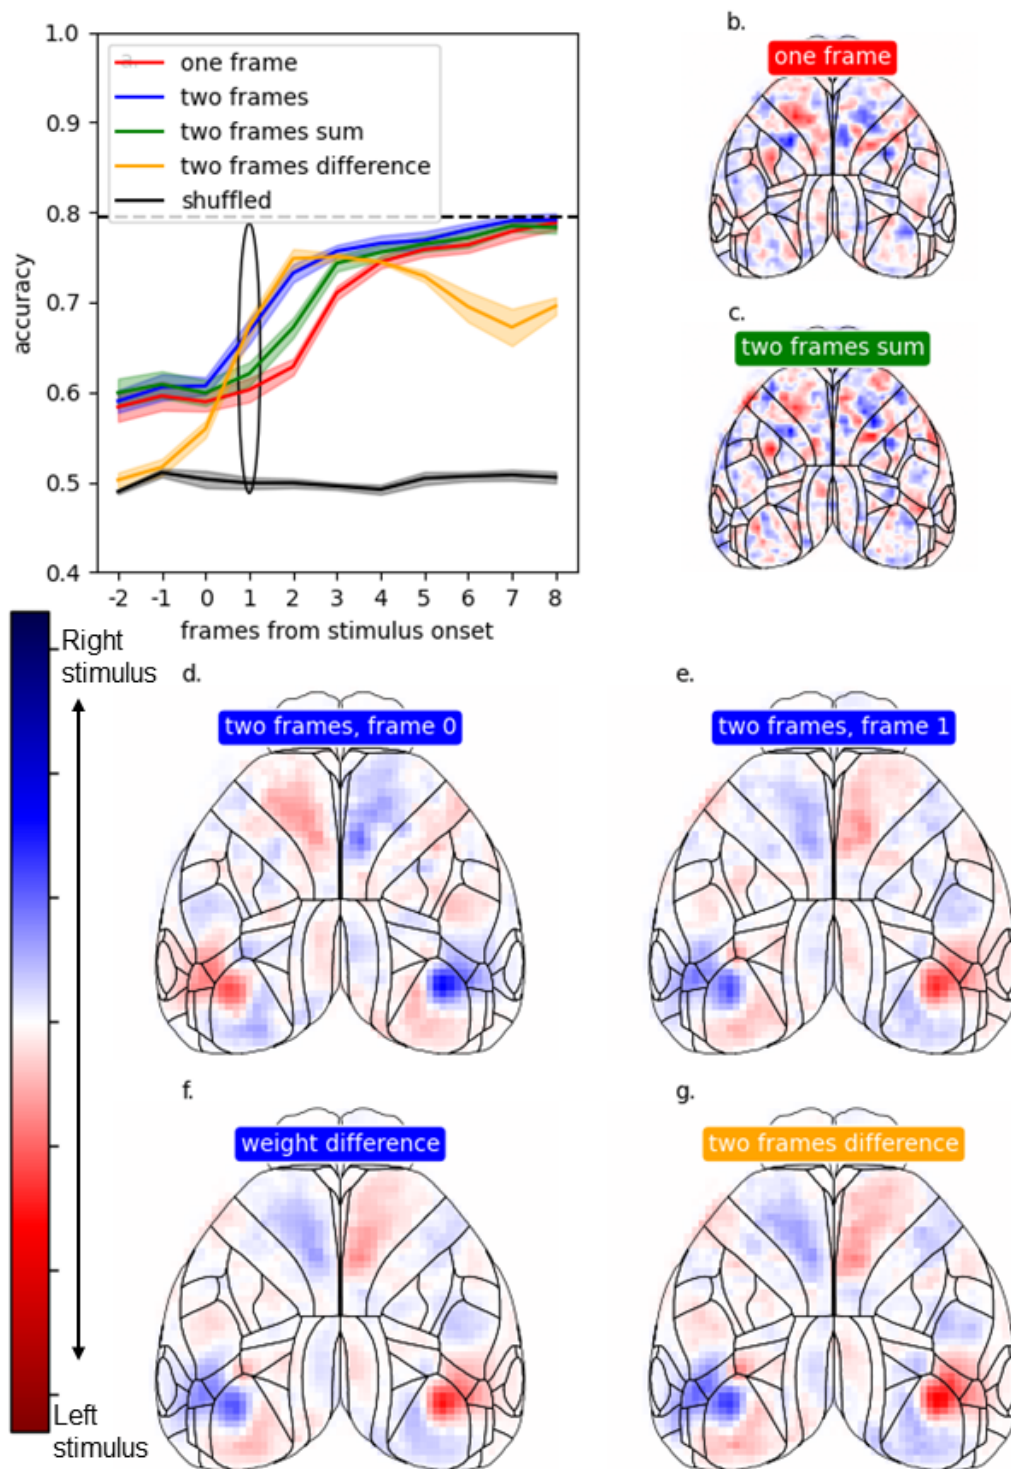 a.
one frame
two frames
two frames sum
two frames difference
shuffled
1.0
0.9
0.8
0.7
0.6
0.5
0.4
accuracy
-2 -1 0 1 2 3 4 5 6 7 8
frames from stimulus onset
b.
one frame
c.
two frames sum
Right
stimulus
Left
stimulus
d.
two frames, frame 0
e.
two frames, frame 1
f.
weight difference
g.
two frames difference